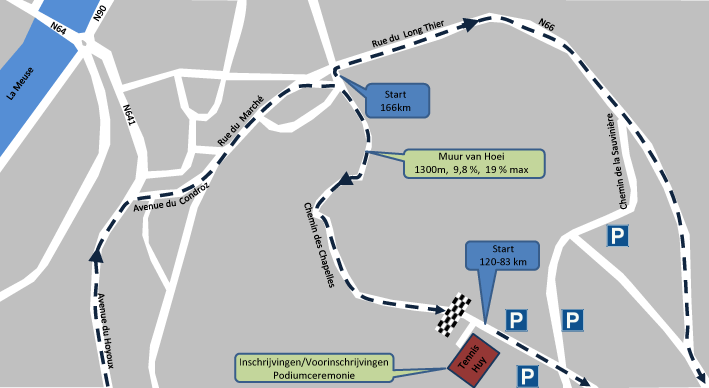 N64
N90
La Meuse
N641
Rue du Long Thier
N66
Start
166km
Rue du Marché
Muur van Hoei
1300m, 9,8 %, 19 % max
Chemin de la Sauvinière
Avenue du Condroz
Chemin des Chapelles
P
Start
120-83 km
Avenue du Hoyoux
P
P
Tennis
Huy
Inschrijvingen/Voorinschrijvingen
Podiumceremonie
P